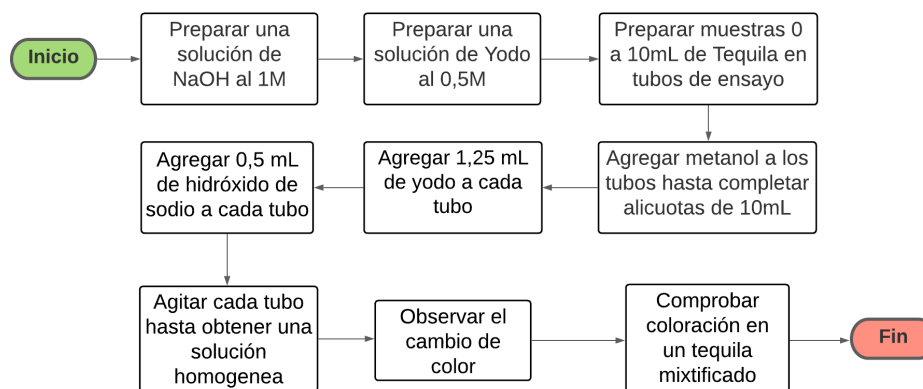 Inicio
Preparar una
solución de
NaOH al 1M
Preparar una
solución de Yodo
al 0,5M
Preparar muestras 0
a 10mL de Tequila en
tubos de ensayo
Agregar metanol a los
tubos hasta completar
alicuotas de 10mL
Agregar 1,25 mL
de yodo a cada
tubo
Agregar 0,5 mL
de hidróxido de
sodio a cada tubo
Agitar cada tubo
hasta obtener una
solución
homogenea
Observar el
cambio de
color
Comprobar
coloración en
un tequila
mixtificado
Fin